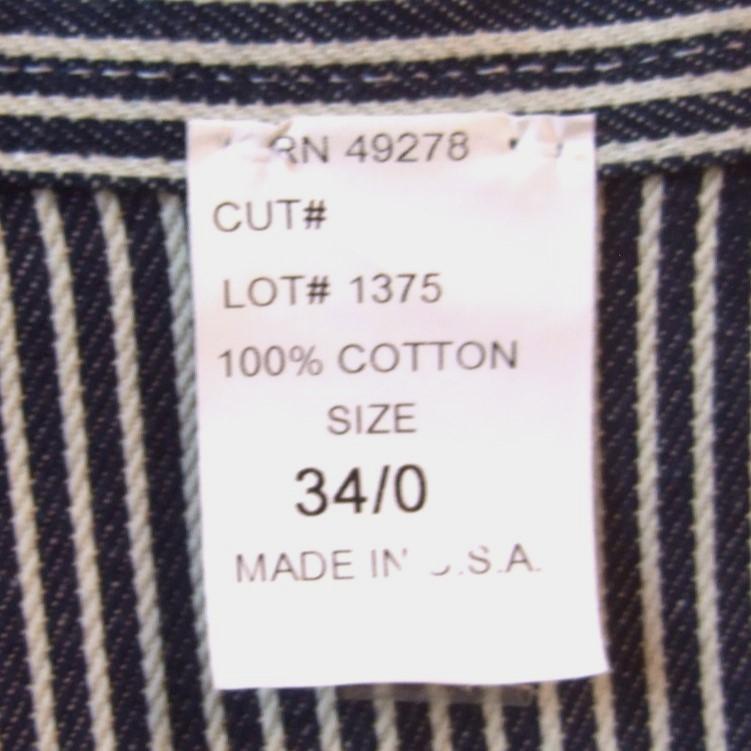 RN 49278
CUT#
LOT# 1375
100% COTTON
SIZE
34/0
MADE IN U.S.A.